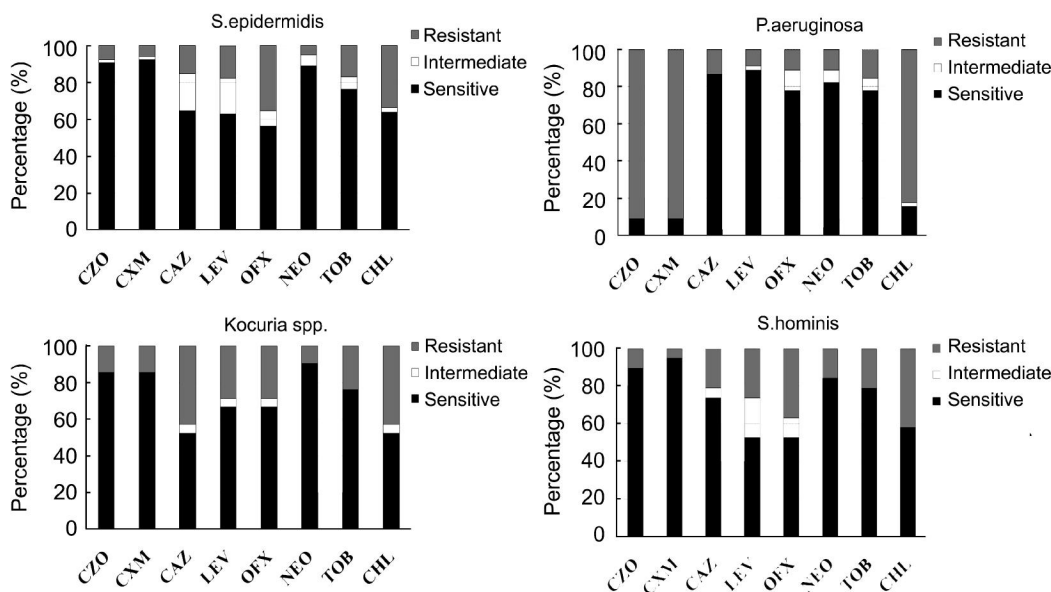 S.epidermidis
Percentage (%)
100
80
60
40
20
0
CZO CXM CAZ LEV OFX NEO TOB CHL
Resistant
Intermediate
Sensitive
P.aeruginosa
Percentage (%)
100
80
60
40
20
0
CZO CXM CAZ LEV OFX NEO TOB CHL
Resistant
Intermediate
Sensitive
Kocuria spp.
Percentage (%)
100
80
60
40
20
0
CZO CXM CAZ LEV OFX NEO TOB CHL
Resistant
Intermediate
Sensitive
S.hominis
Percentage (%)
100
80
60
40
20
0
CZO CXM CAZ LEV OFX NEO TOB CHL
Resistant
Intermediate
Sensitive